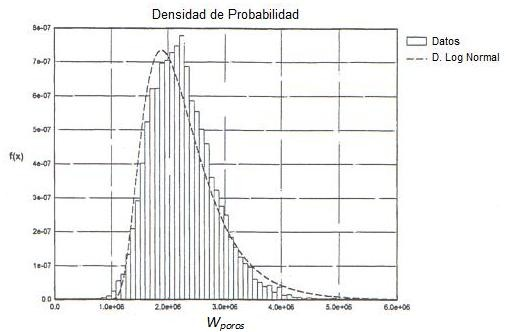 Densidad de Probabilidad
8e-07
7e-07
6e-07
5e-07
4e-07
3e-07
2e-07
1e-07
0.0
f(x)
0.0
1.0e+06
2.0e+06
3.0e+06
4.0e+06
5.0e+06
6.0e+06
W poros
Datos
D. Log Normal